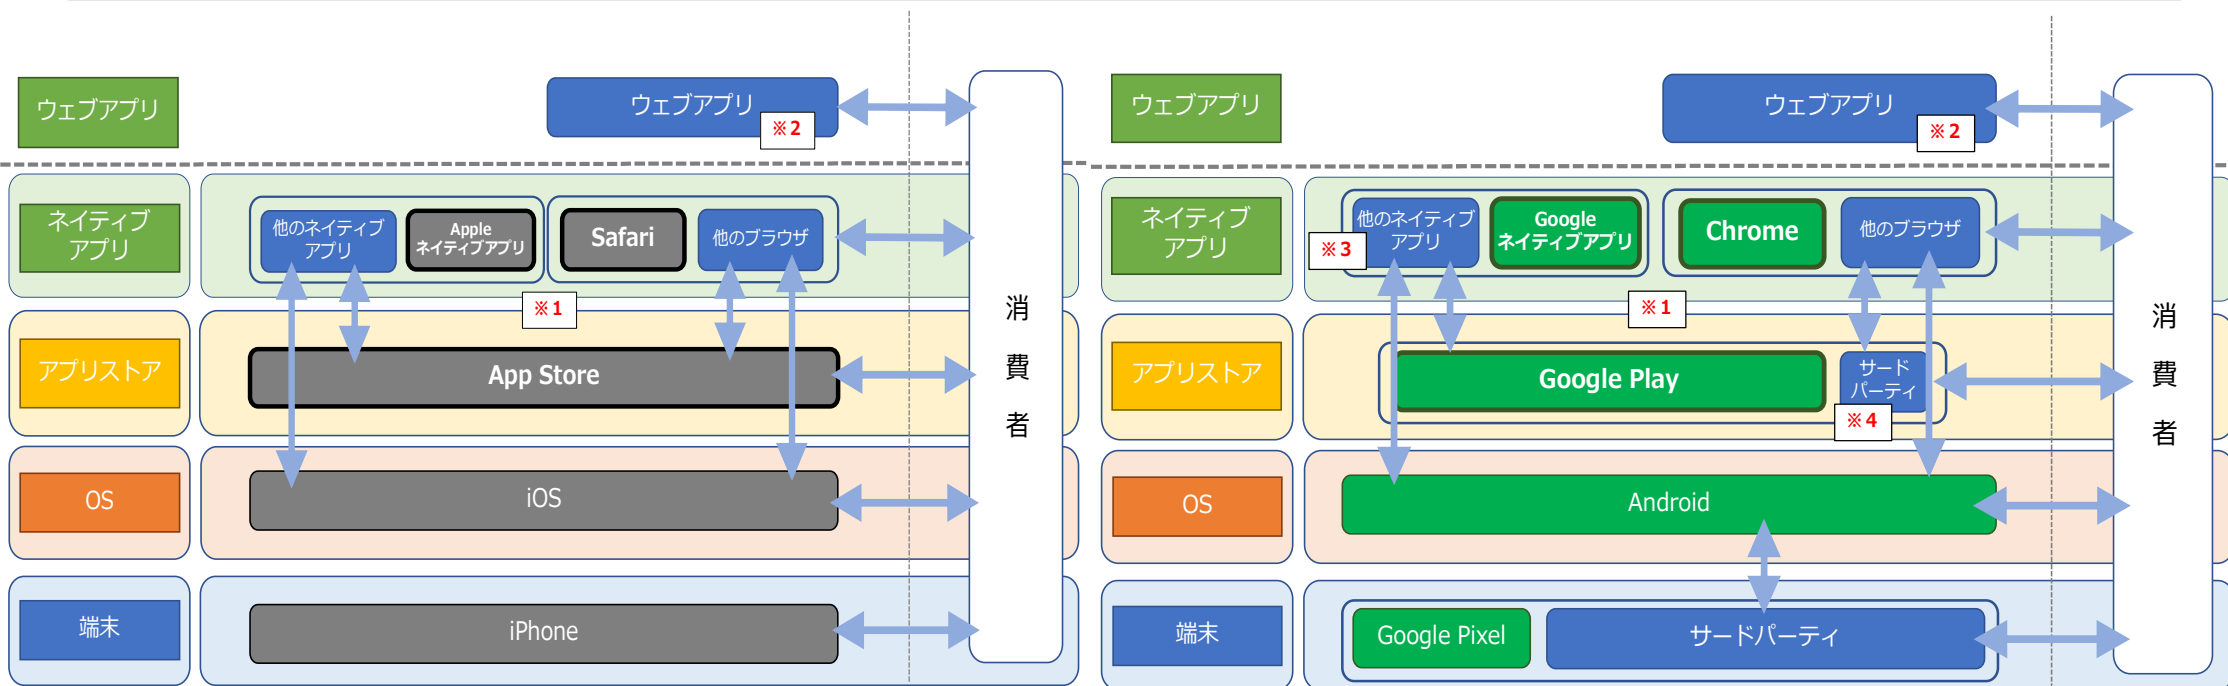 ウェブアプリ
ウェブアプリ
※2
ネイティブ
アプリ
他のネイティブ
アプリ
Apple
ネイティブアプリ
Safari
他のブラウザ
※1
アプリストア
App Store
OS
iOS
端末
iPhone
消
費
者
ウェブアプリ
ウェブアプリ
※2
ネイティブ
アプリ
他のネイティブ
アプリ
※3
Google
ネイティブアプリ
Chrome
他のブラウザ
※1
アプリストア
Google Play
サード
パーティ
※4
OS
Android
端末
Google Pixel
サードパーティ
消
費
者